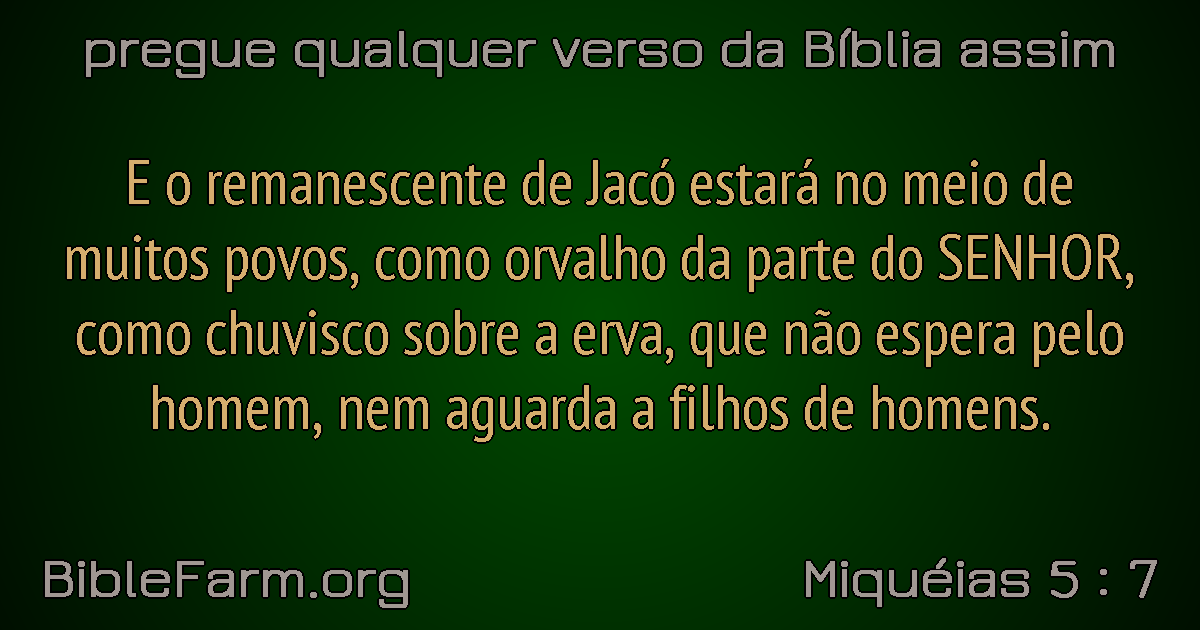 pregue qualquer verso da Bíblia assim
E o remanescente de Jacó estará no meio de
muitos povos, como orvalho da parte do SENHOR,
como chuvisco sobre a erva, que não espera pelo
homem, nem aguarda a filhos de homens.
BibleFarm.org
Miquéias 5 : 7